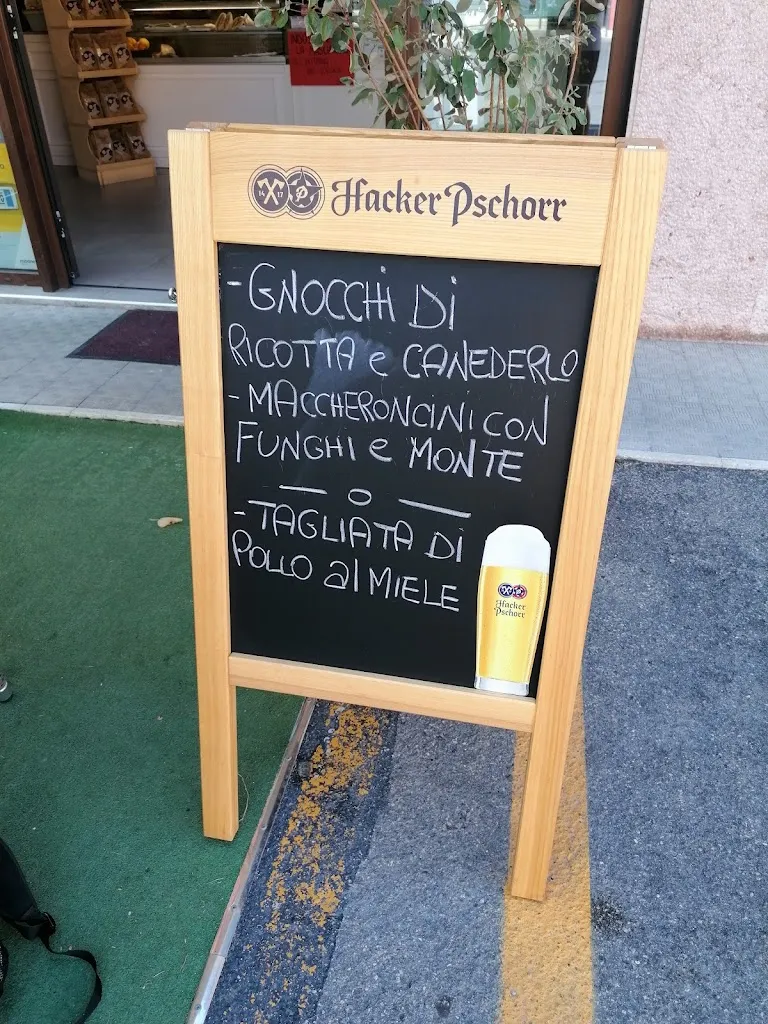 Hacker Pschorr
- GNOCCHI Di
RICOTTA e CANEDERLO
- MACCHERONCINI CON
FUNGHI e MONTE
— O —
- TAGLIATA Di
POLLO al MIELE
Hacker
Pschorr